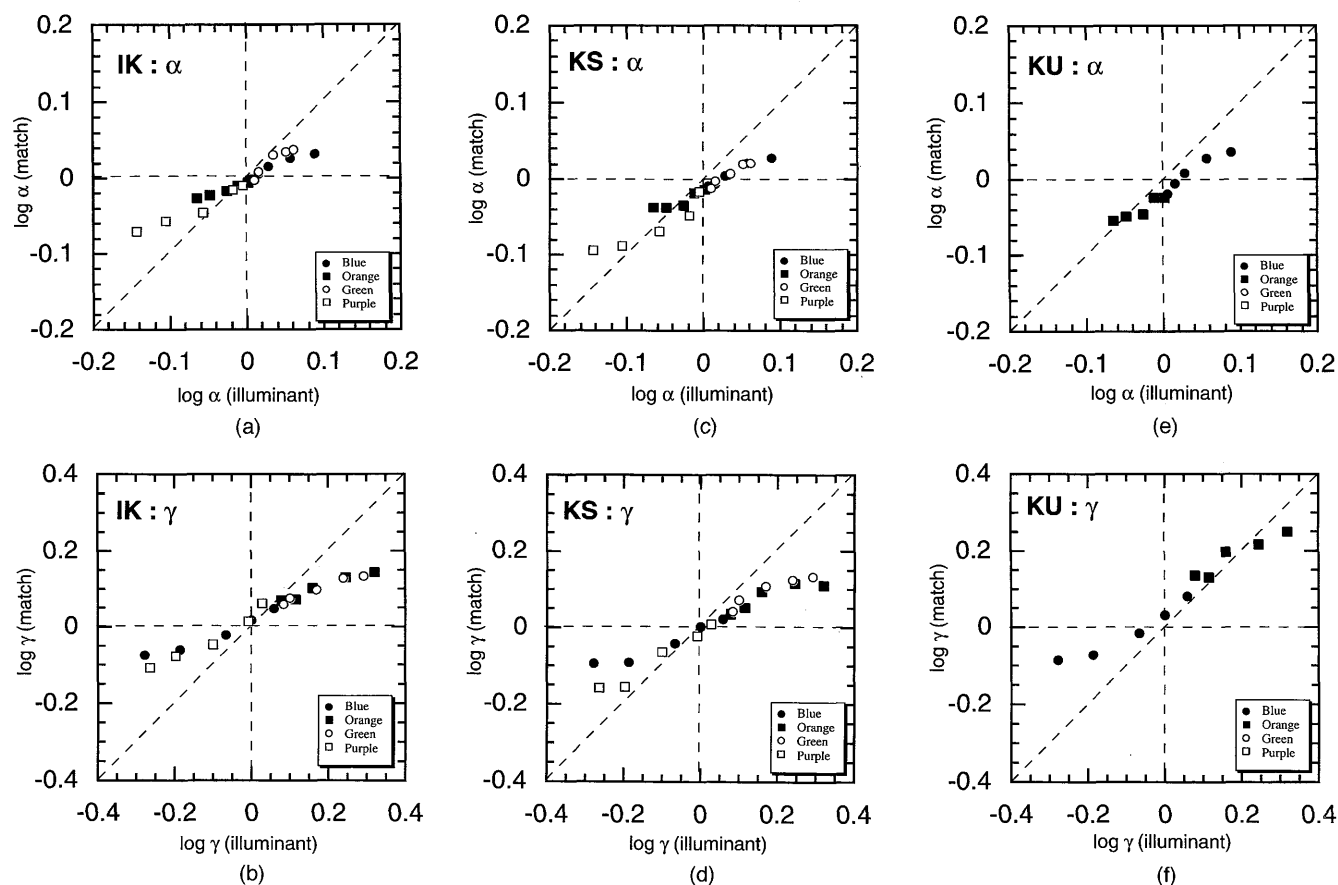 0.2
0.1
0
-0.1
-0.2
log α (match)
IK : α
Blue
Orange
Green
Purple
-0.2 -0.1 0 0.1 0.2
log α (illuminant)
(a)
0.2
0.1
0
-0.1
-0.2
log α (match)
KS : α
Blue
Orange
Green
Purple
-0.2 -0.1 0 0.1 0.2
log α (illuminant)
(c)
0.2
0.1
0
-0.1
-0.2
log α (match)
KU : α
Blue
Orange
Green
Purple
-0.2 -0.1 0 0.1 0.2
log α (illuminant)
(e)
0.4
0.2
0
-0.2
-0.4
log γ (match)
IK : γ
Blue
Orange
Green
Purple
-0.4 -0.2 0 0.2 0.4
log γ (illuminant)
(b)
0.4
0.2
0
-0.2
-0.4
log γ (match)
KS : γ
Blue
Orange
Green
Purple
-0.4 -0.2 0 0.2 0.4
log γ (illuminant)
(d)
0.4
0.2
0
-0.2
-0.4
log γ (match)
KU : γ
Blue
Orange
Green
Purple
-0.4 -0.2 0 0.2 0.4
log γ (illuminant)
(f)